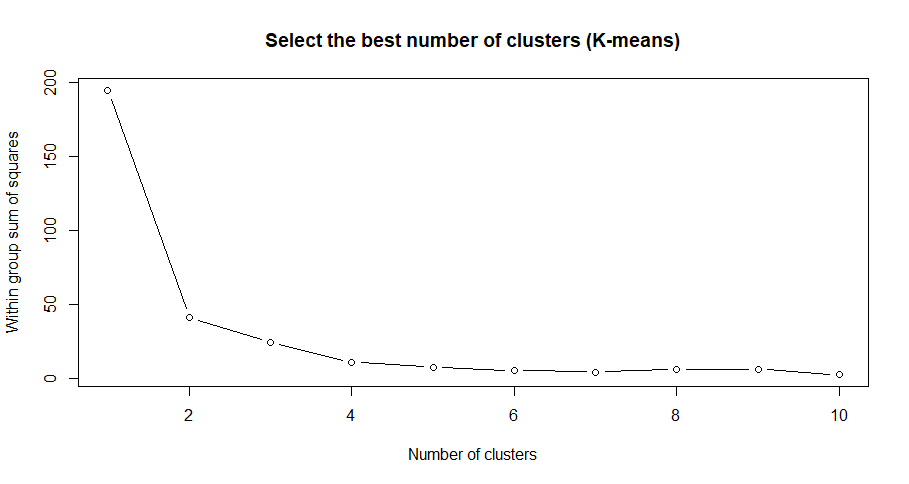 Select the best number of clusters (K-means)
Within group sum of squares
200
150
100
50
0
2 4 6 8 10
Number of clusters